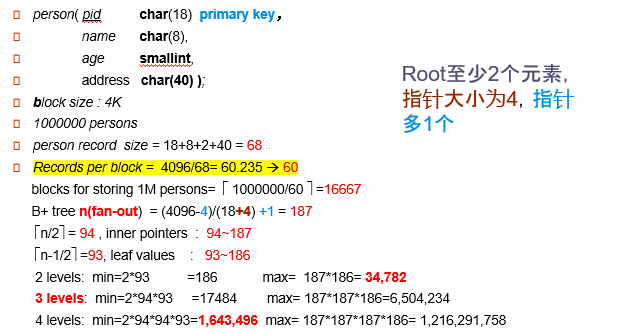 person( pid char(18) primary key,
name char(8),
age smallint,
address char(40) );
block size : 4K
1000000 persons
person record size = 18+8+2+40 = 68
Records per block = 4096/68= 60.235 → 60
blocks for storing 1M persons= ⌈ 1000000/60 ⌉=16667
B+ tree n(fan-out) = (4096-4)/(18+4) +1 = 187
⌈n/2⌉= 94 , inner pointers : 94~187
⌈n-1/2⌉=93, leaf values : 93~186
2 levels: min=2*93 =186 max= 187*186= 34,782
3 levels: min=2*94*93 =17484 max= 187*187*186=6,504,234
4 levels: min=2*94*94*93=1,643,496 max= 187*187*187*186= 1,216,291,758
Root至少2个元素,
指针大小为4, 指针
多1个